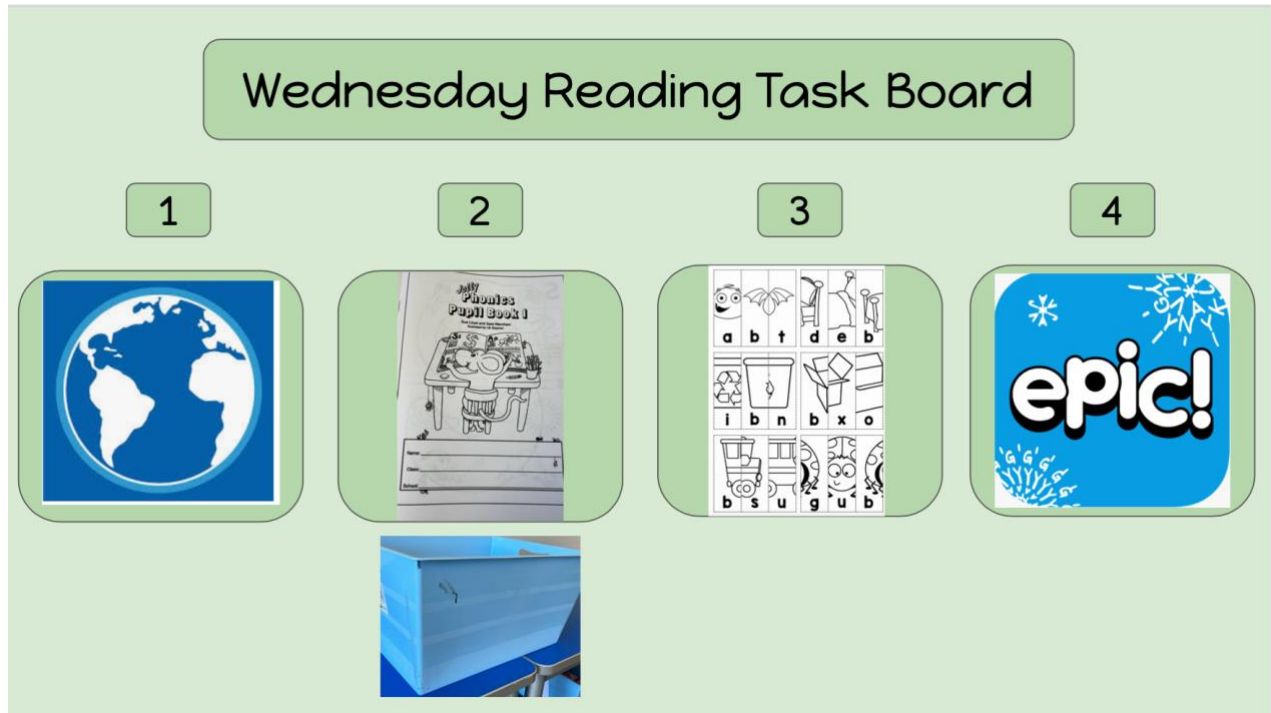 Wednesday Reading Task Board
1
2
3
4
Jolly
Phonics
Pupil Book 1
Name:
Class:
School:
a b t d e b
i b n b x o
b s u g u b
epic!